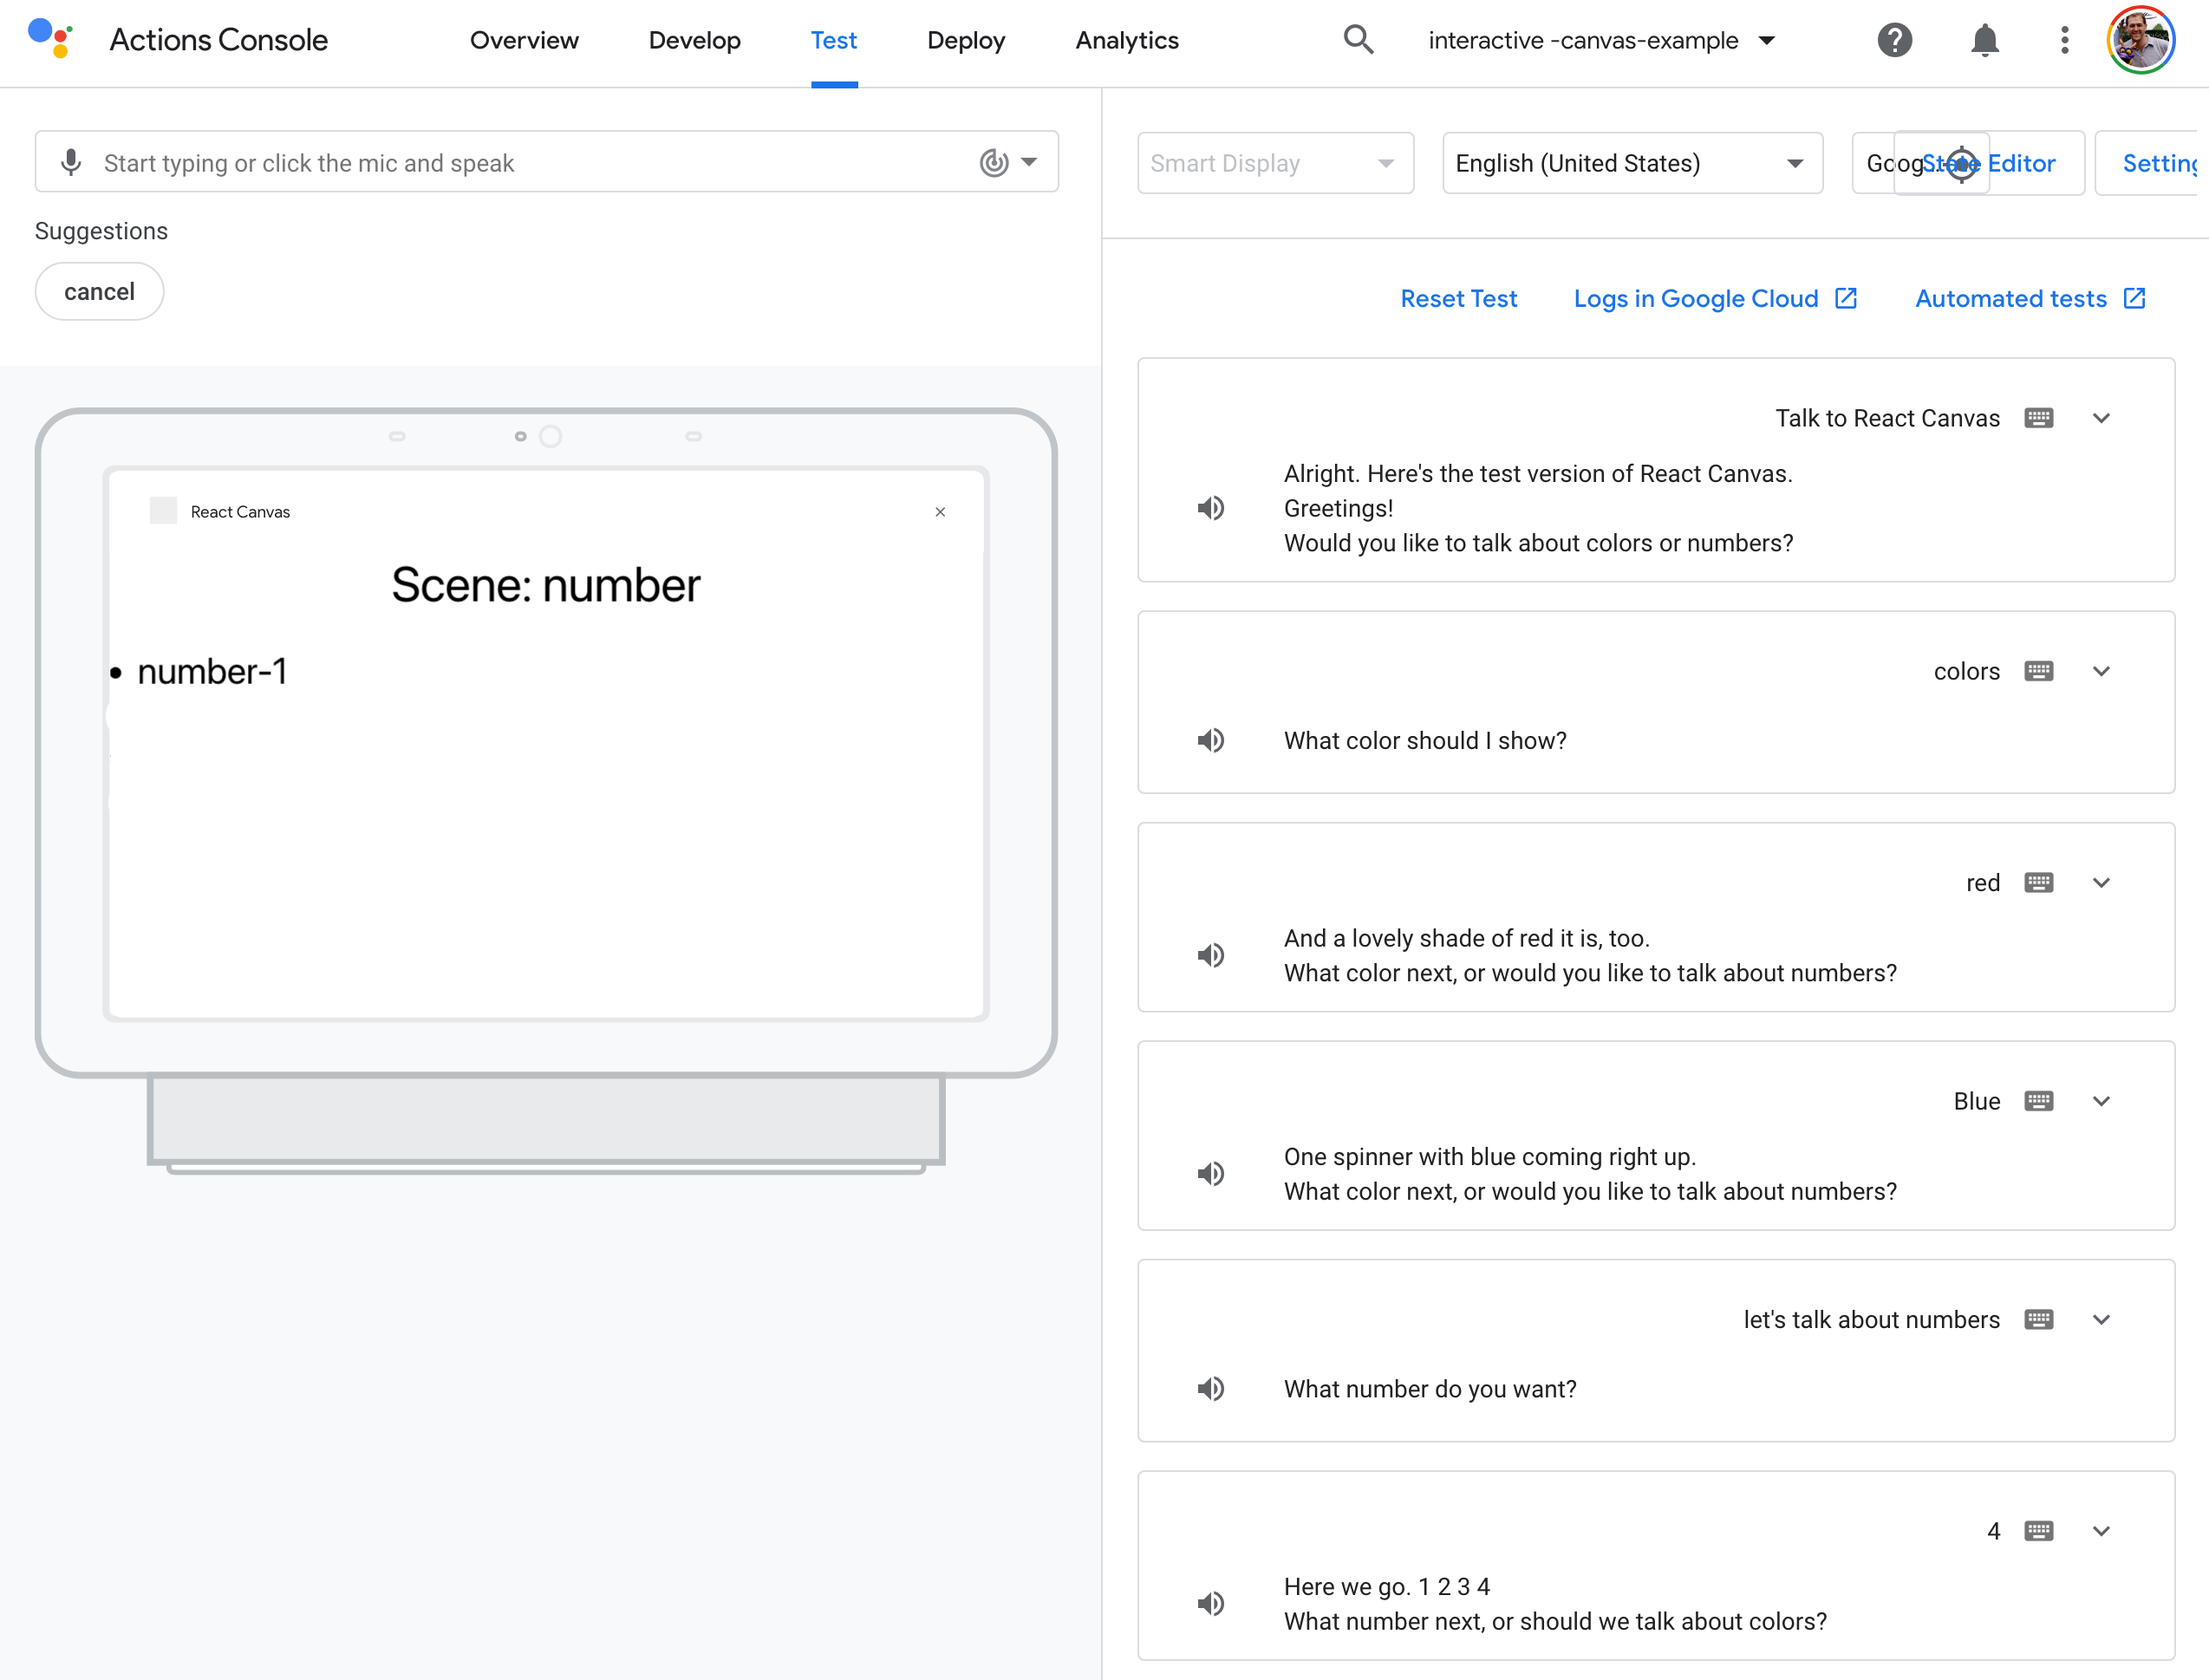 Actions Console
Overview
Develop
Test
Deploy
Analytics
interactive -canvas-example
Start typing or click the mic and speak
Suggestions
cancel
React Canvas
Scene: number
• number-1
Smart Display
English (United States)
Goog...
State Editor
Setting
Reset Test
Logs in Google Cloud
Automated tests
Talk to React Canvas
Alright. Here's the test version of React Canvas.
Greetings!
Would you like to talk about colors or numbers?
colors
What color should I show?
red
And a lovely shade of red it is, too.
What color next, or would you like to talk about numbers?
Blue
One spinner with blue coming right up.
What color next, or would you like to talk about numbers?
let's talk about numbers
What number do you want?
4
Here we go. 1 2 3 4
What number next, or should we talk about colors?